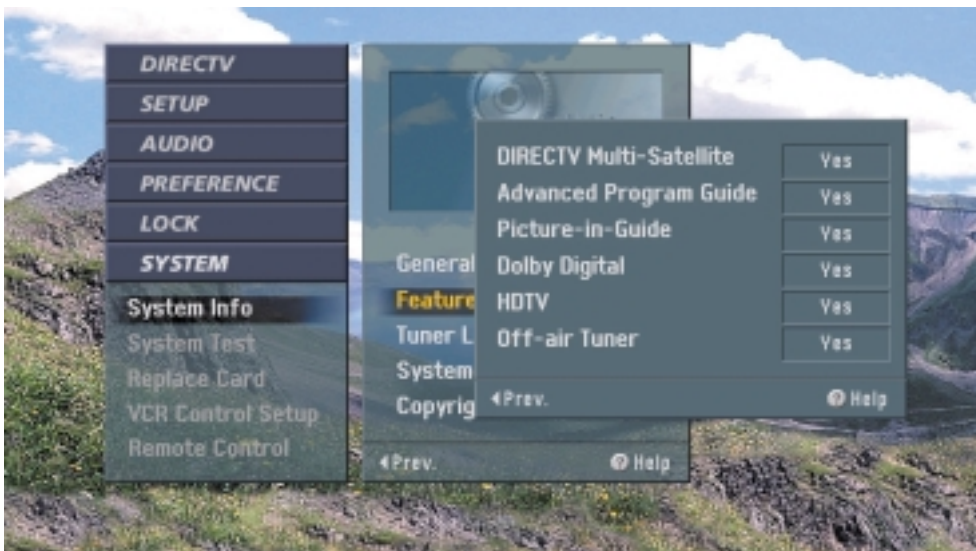 DIRECTV
SETUP
AUDIO
PREFERENCE
LOCK
SYSTEM
System Info
System Test
Replace Card
VCR Control Setup
Remote Control
General
Feature
Tuner L
System
Copyrig
Prev.
Help
DIRECTV Multi-Satellite Yes
Advanced Program Guide Yes
Picture-in-Guide Yes
Dolby Digital Yes
HDTV Yes
Off-air Tuner Yes
Prev.
Help